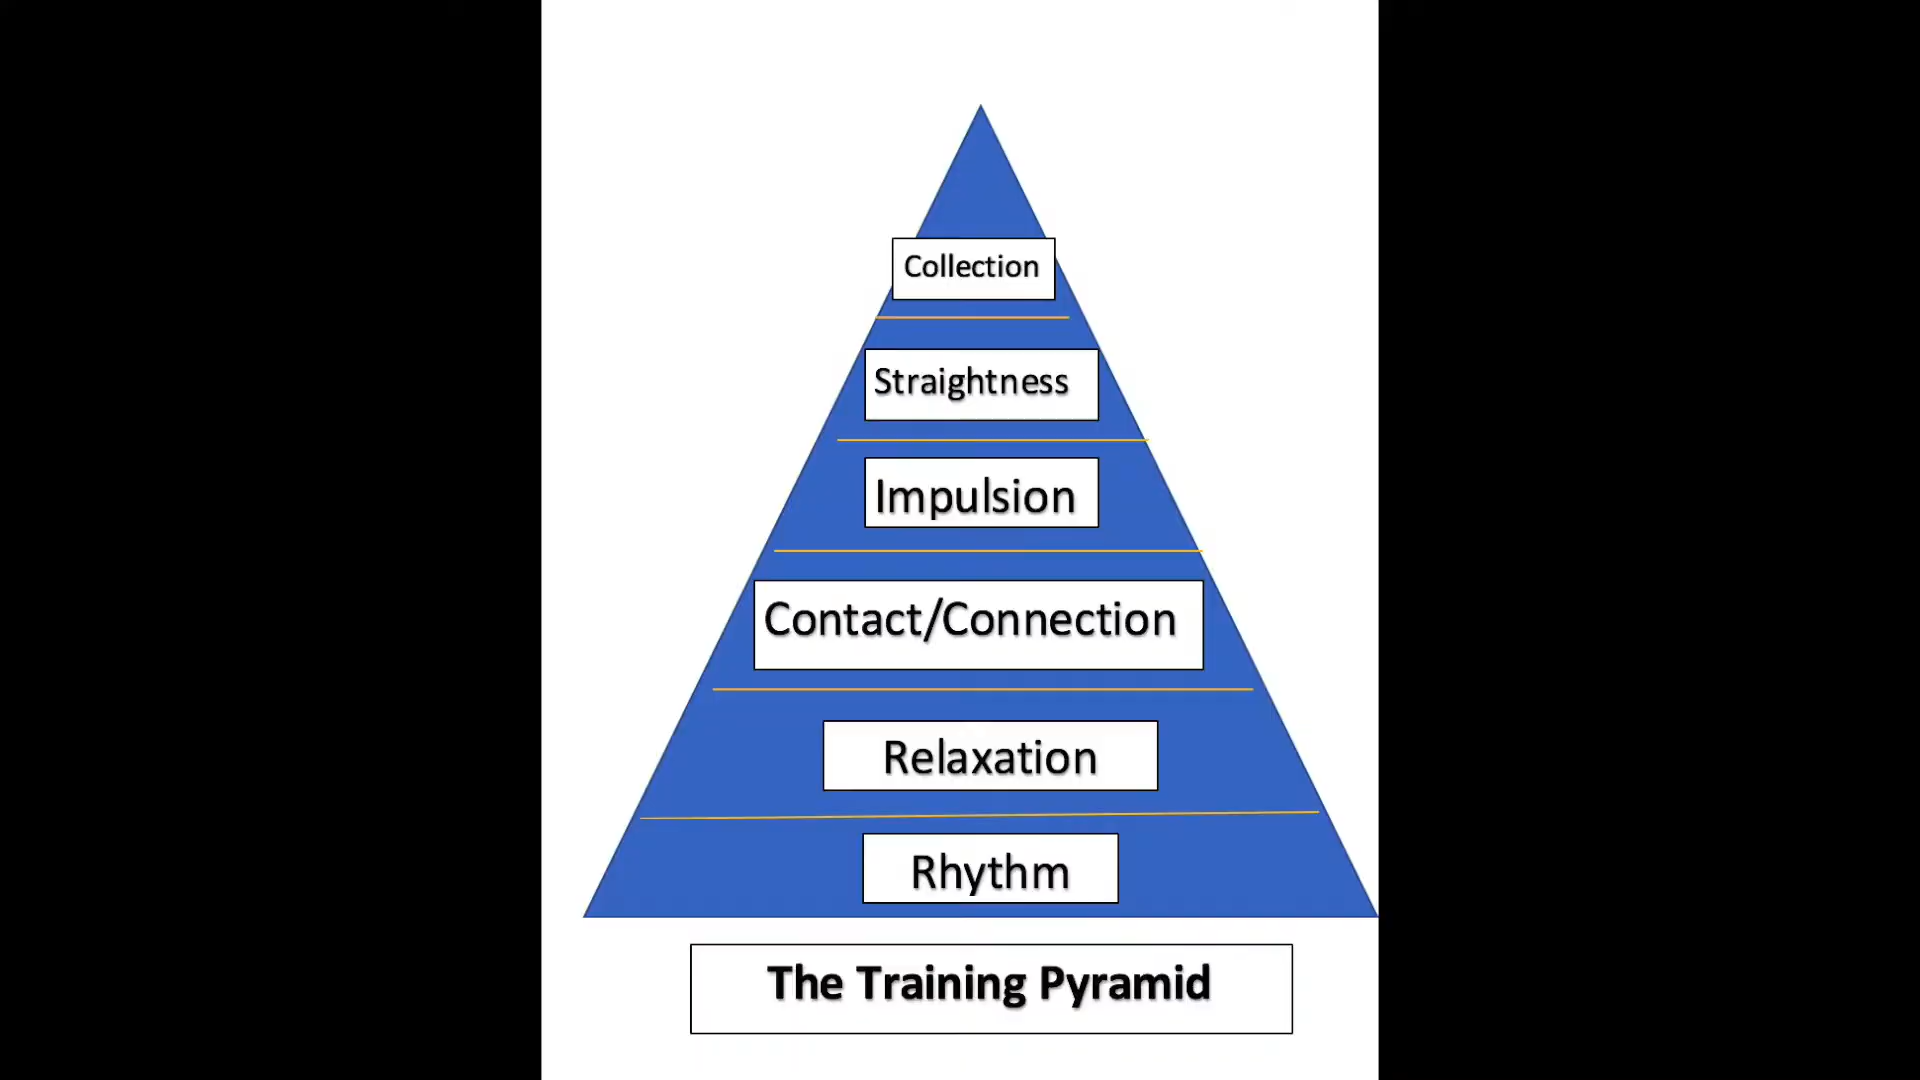 Collection
Straightness
Impulsion
Contact/Connection
Relaxation
Rhythm
The Training Pyramid